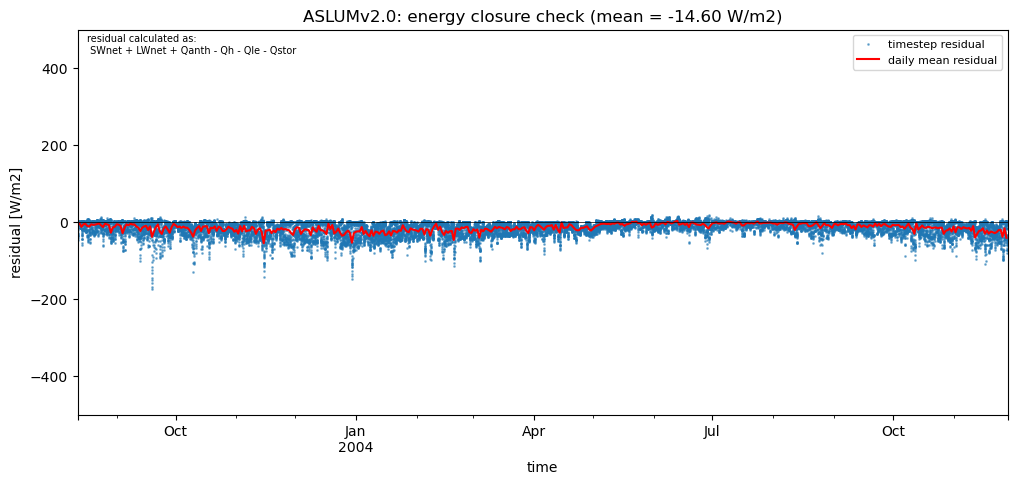 ASLUMv2.0: energy closure check (mean = -14.60 W/m2)
residual calculated as:
SWnet + LWnet + Qanth - Qh - Qle - Qstor
timestep residual
daily mean residual
residual [W/m2]
400
200
0
−200
−400
Oct
Jan
2004
Apr
Jul
Oct
time